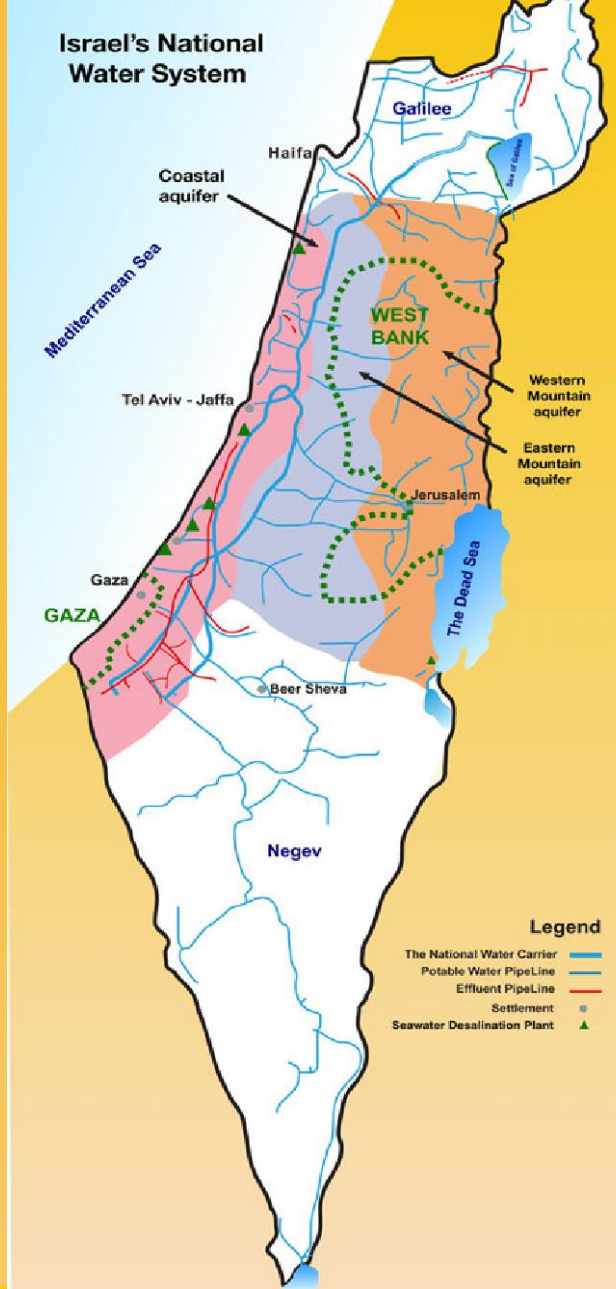 Israel's National
Water System
Galilee
Haifa
Sea of Galilee
Coastal
aquifer
Mediterranean Sea
WEST
BANK
Western
Mountain
aquifer
Tel Aviv - Jaffa
Eastern
Mountain
aquifer
Jerusalem
The Dead Sea
Gaza
GAZA
Beer Sheva
Negev
Legend
The National Water Carrier
Potable Water PipeLine
Effluent PipeLine
Settlement
Seawater Desalination Plant